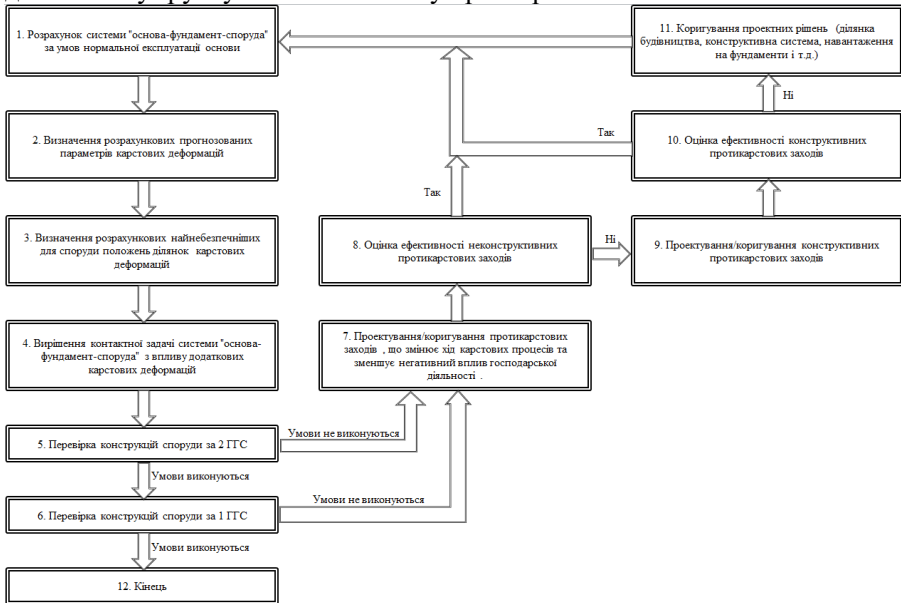 1. Розрахунок системи "основа-фундамент-споруда"
за умов нормальної експлуатації основи
2. Визначення розрахункових прогнозованих
параметрів карстових деформацій
3. Визначення розрахункових найнебезпечніших
для споруди положень ділянок карстових
деформацій
4. Вирішення контактної задачі системи "основа-
фундамент-споруда" з впливу додаткових
карстових деформацій
5. Перевірка конструкцій споруди за 2 ГГС
Умови виконуються
6. Перевірка конструкцій споруди за 1 ГГС
Умови виконуються
12. Кінець
Умови не виконуються
Умови не виконуються
7. Проектування/коригування протикарстових
заходів , що змінює хід карстових процесів та
зменшує негативний вплив господарської
діяльності .
8. Оцінка ефективності неконструктивних
протикарстових заходів
Так
Ні
9. Проектування/коригування конструктивних
протикарстових заходів
10. Оцінка ефективності конструктивних
протикарстових заходів
Так
Ні
11. Коригування проектних рішень (ділянка
будівництва, конструктивна система, навантаження
на фундаменти і т.д.)